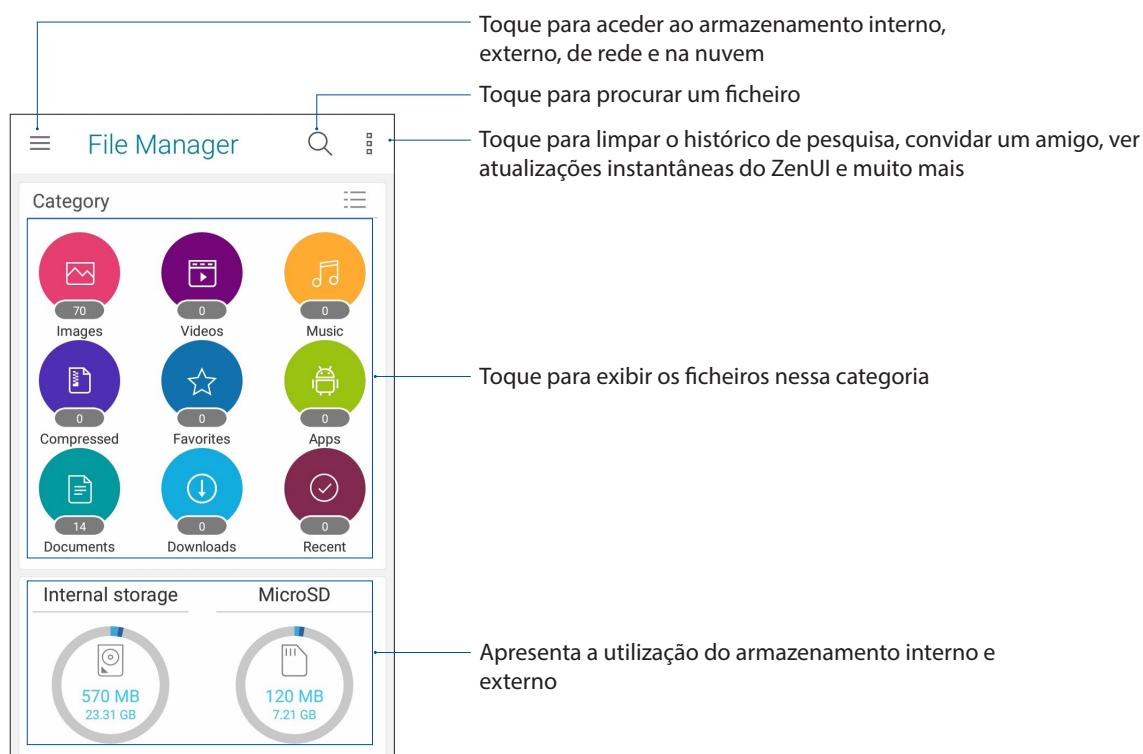 Toque para aceder ao armazenamento interno,
externo, de rede e na nuvem
Toque para procurar um ficheiro
Toque para limpar o histórico de pesquisa, convidar um amigo, ver
atualizações instantâneas do ZenUI e muito mais
File Manager
Category
70
0
0
Images
Videos
Music
0
0
0
Compressed
Favorites
Apps
Toque para exibir os ficheiros nessa categoria
14
0
0
Documents
Downloads
Recent
Internal storage
MicroSD
570 MB
23.31 GB
120 MB
7.21 GB
Apresenta a utilização do armazenamento interno e
externo